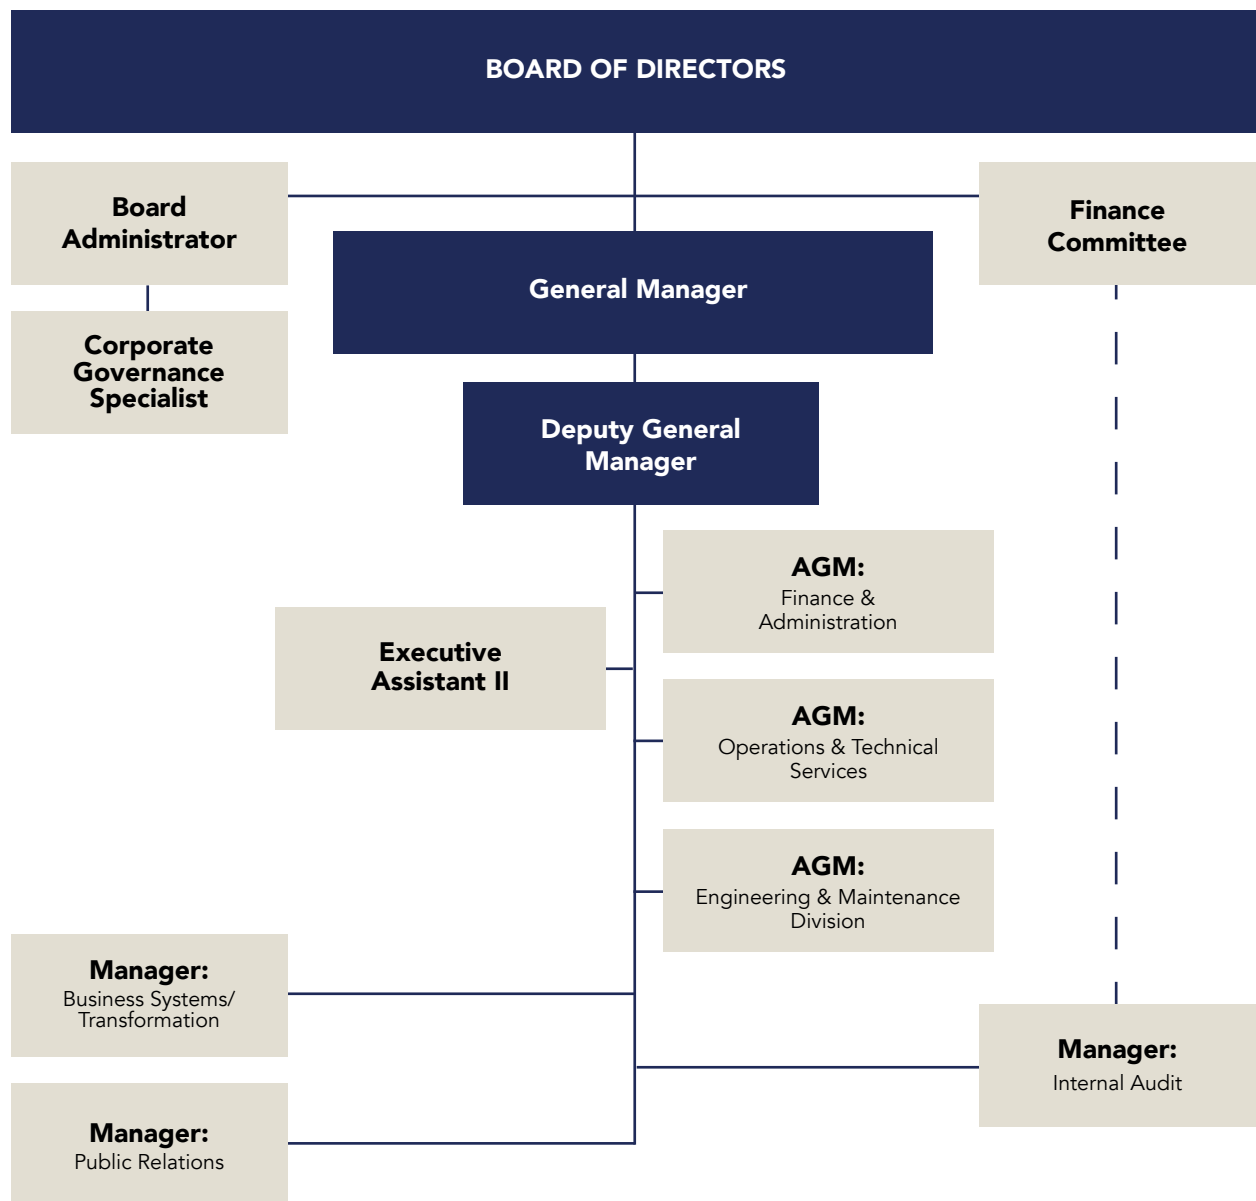 BOARD OF DIRECTORS
Board
Administrator
Finance
Committee
General Manager
Corporate
Governance
Specialist
Deputy General
Manager
AGM:
Finance &
Administration
Executive
Assistant II
AGM:
Operations & Technical
Services
AGM:
Engineering & Maintenance
Division
Manager:
Business Systems/
Transformation
Manager:
Internal Audit
Manager:
Public Relations